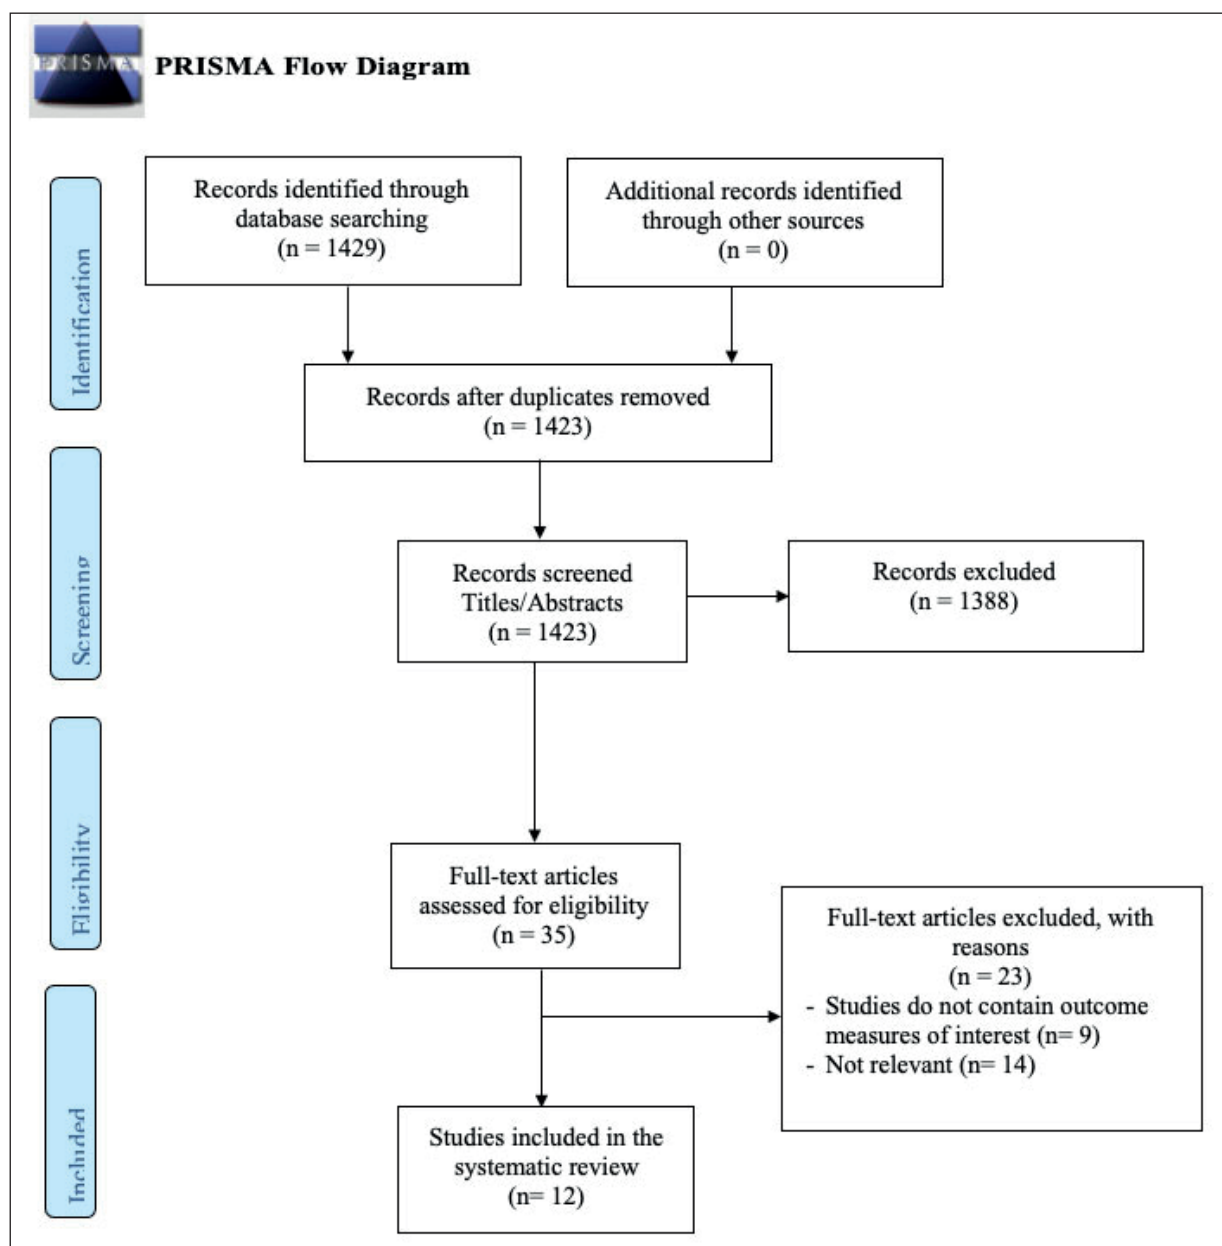 PRISMA
PRISMA Flow Diagram
Identification
Records identified through
database searching
(n = 1429)
Additional records identified
through other sources
(n = 0)
Records after duplicates removed
(n = 1423)
Screening
Records screened
Titles/Abstracts
(n = 1423)
Records excluded
(n = 1388)
Eligibility
Full-text articles
assessed for eligibility
(n = 35)
Full-text articles excluded, with
reasons
(n = 23)
- Studies do not contain outcome
measures of interest (n= 9)
- Not relevant (n= 14)
Included
Studies included in the
systematic review
(n= 12)